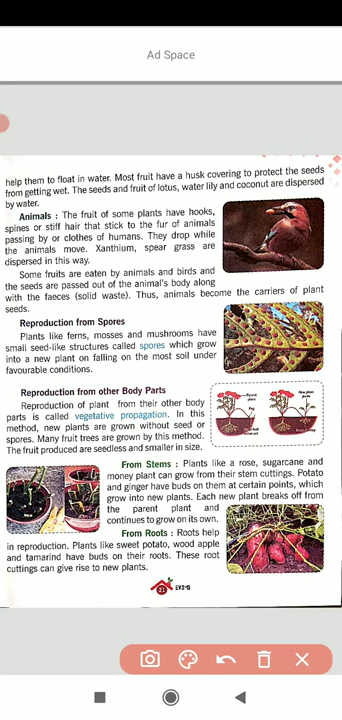 Ad Space
help them to float in water. Most fruit have a husk covering to protect the seeds
from getting wet. The seeds and fruit of lotus, water lily and coconut are dispersed
by water.
Animals : The fruit of some plants have hooks,
spines or stiff hair that stick to the fur of animals
passing by or clothes of humans. They drop while
the animals move. Xanthium, spear grass are
dispersed in this way.
Some fruits are eaten by animals and birds and
the seeds are passed out of the animal's body along
with the faeces (solid waste). Thus, animals become the carriers of plant
seeds.
Reproduction from Spores
Plants like ferns, mosses and mushrooms have
small seed-like structures called spores which grow
into a new plant on falling on the most soil under
favourable conditions.
Reproduction from other Body Parts
Reproduction of plant from their other body
parts is called vegetative propagation. In this
method, new plants are grown without seed or
spores. Many fruit trees are grown by this method.
The fruit produced are seedless and smaller in size.
From Stems : Plants like a rose, sugarcane and
money plant can grow from their stem cuttings. Potato
and ginger have buds on them at certain points, which
grow into new plants. Each new plant breaks off from
the parent plant and
continues to grow on its own.
From Roots : Roots help
in reproduction. Plants like sweet potato, wood apple
and tamarind have buds on their roots. These root
cuttings can give rise to new plants.
21 EVS-5